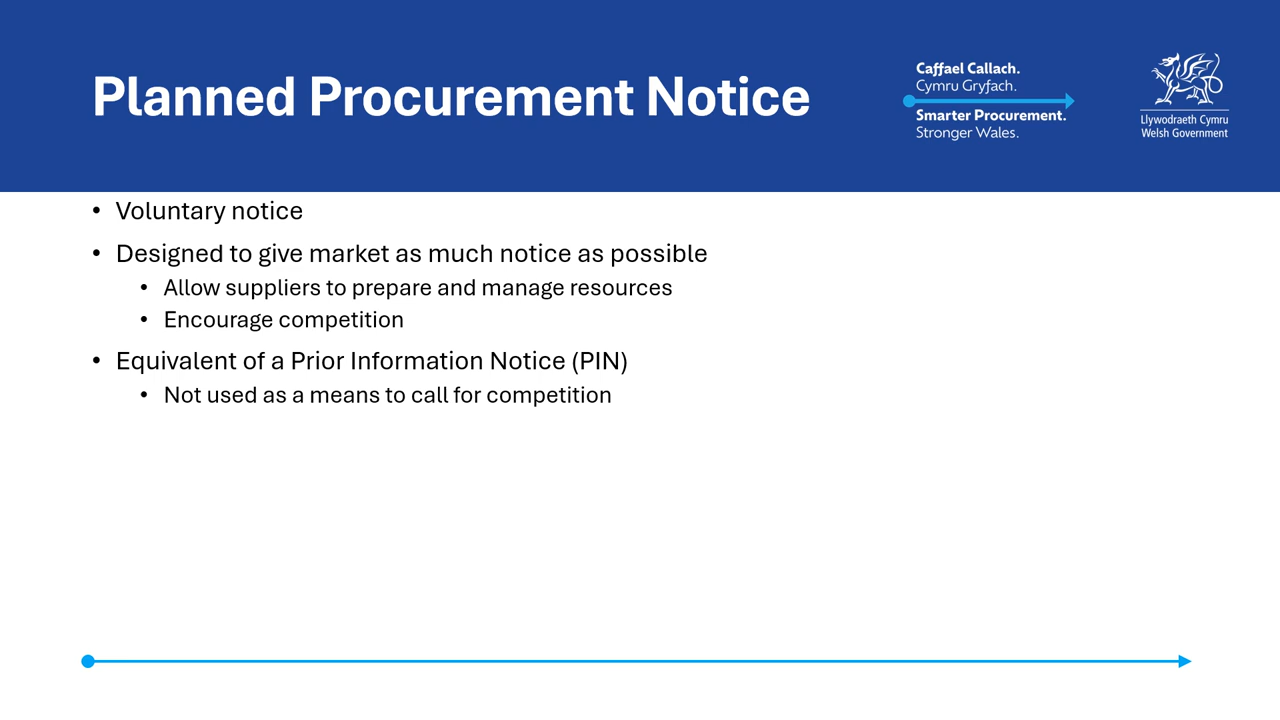 Planned Procurement Notice
Caffael Callach.
Cymru Gryfach.
Smarter Procurement.
Stronger Wales.
Llywodraeth Cymru
Welsh Government
• Voluntary notice
• Designed to give market as much notice as possible
• Allow suppliers to prepare and manage resources
• Encourage competition
• Equivalent of a Prior Information Notice (PIN)
• Not used as a means to call for competition